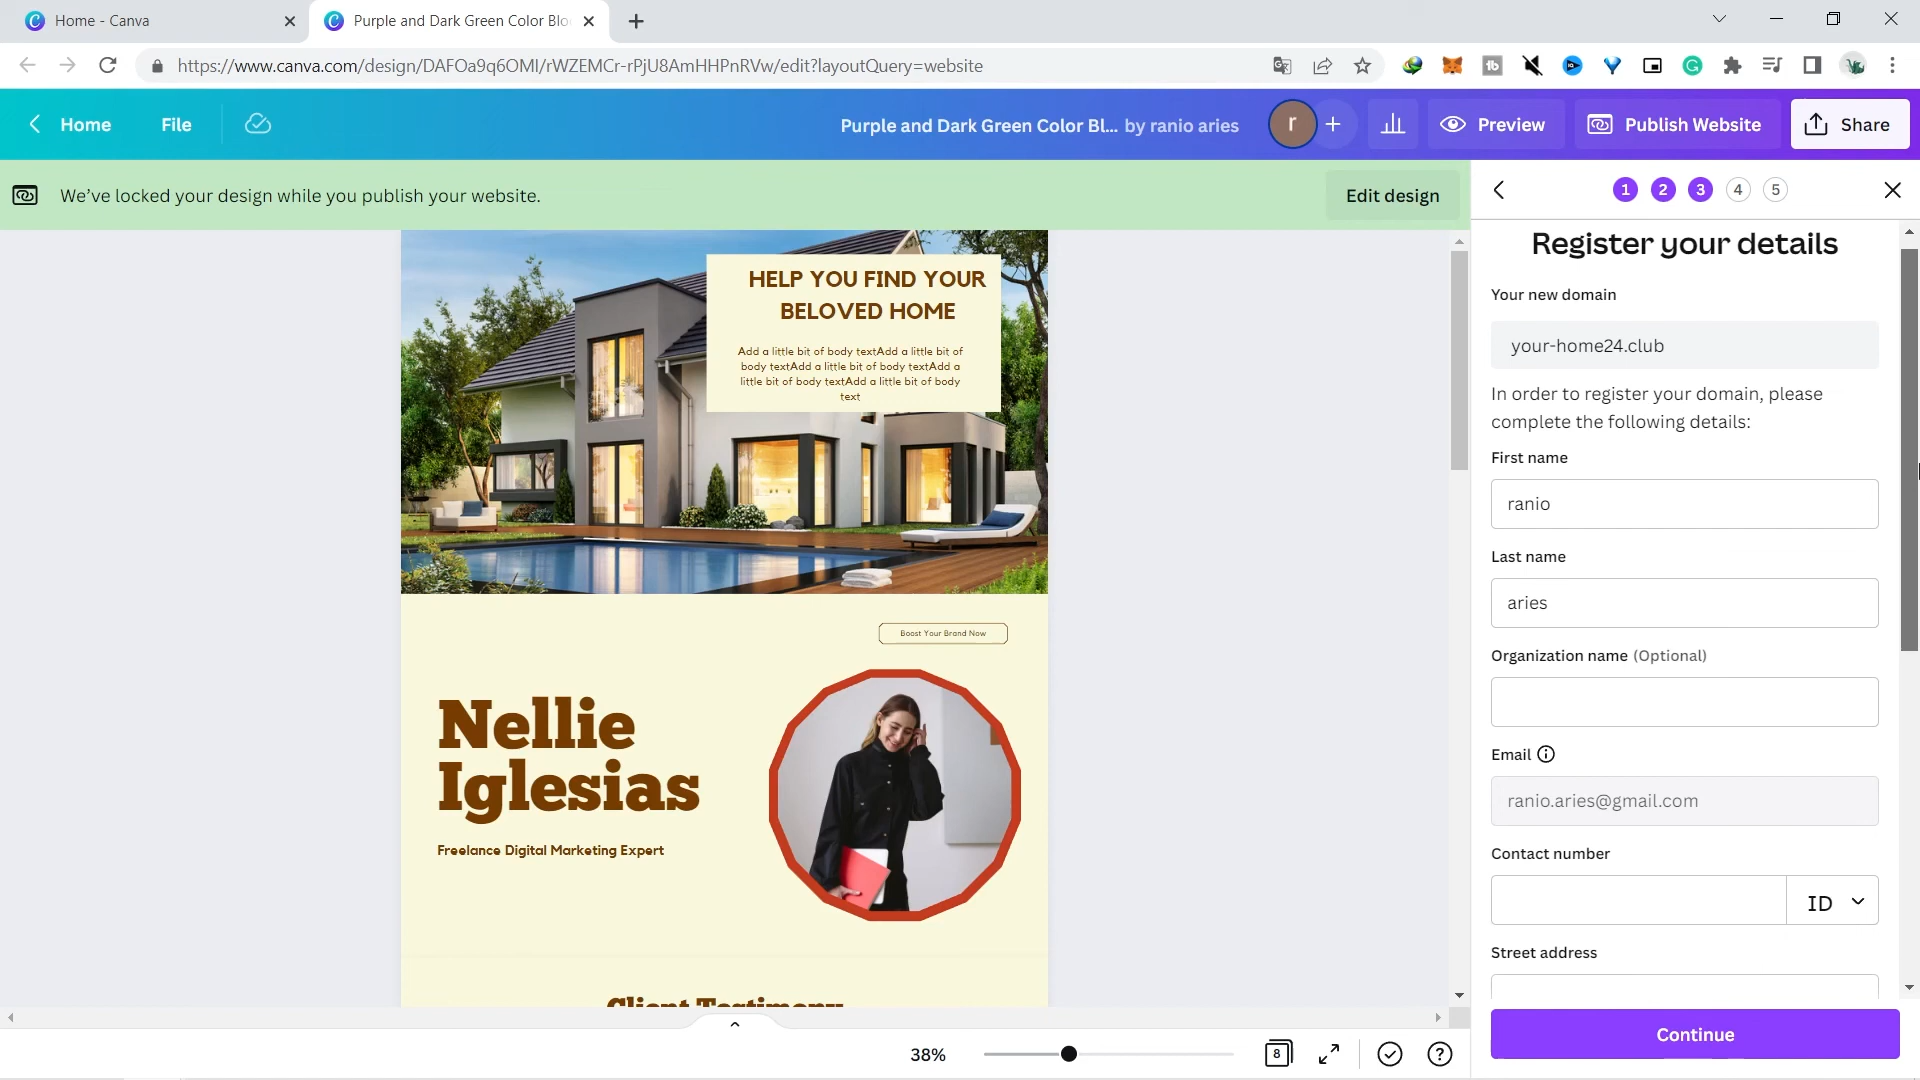 Home - Canva
Purple and Dark Green Color Blo
https://www.canva.com/design/DAFOa9q6OMI/rWZEMCr-rPjU8AmHHPnRVw/edit?layoutQuery=website
Home
File
Purple and Dark Green Color Bl... by ranio aries
r
Preview
Publish Website
Share
We’ve locked your design while you publish your website.
Edit design
1 2 3 4 5
HELP YOU FIND YOUR
BELOVED HOME
Add a little bit of body textAdd a little bit of
body textAdd a little bit of body textAdd a
little bit of body textAdd a little bit of body
text
Boost Your Brand Now
Nellie
Iglesias
Freelance Digital Marketing Expert
Client Testimony
Register your details
Your new domain
your-home24.club
In order to register your domain, please
complete the following details:
First name
ranio
Last name
aries
Organization name (Optional)
Email
ranio.aries@gmail.com
Contact number
ID
Street address
Continue
38%
8